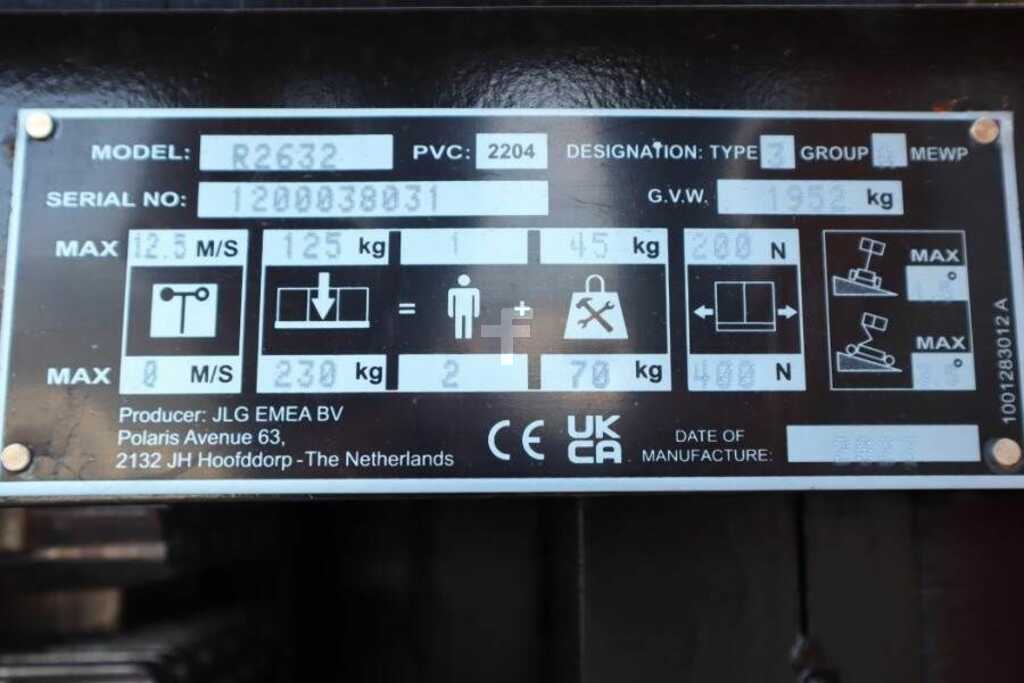 MODEL: R2632 PVC: 2204 DESIGNATION: TYPE 3 GROUP MEWP
SERIAL NO: 1200038031 G.V.W. 1952 kg
MAX 12.5 M/S 125 kg 1 45 kg 200 N
MAX °
= +
MAX °
MAX 0 M/S 230 kg 2 70 kg 400 N
Producer: JLG EMEA BV
Polaris Avenue 63,
2132 JH Hoofddorp - The Netherlands
CE UK CA
DATE OF
MANUFACTURE:
1001283012 A